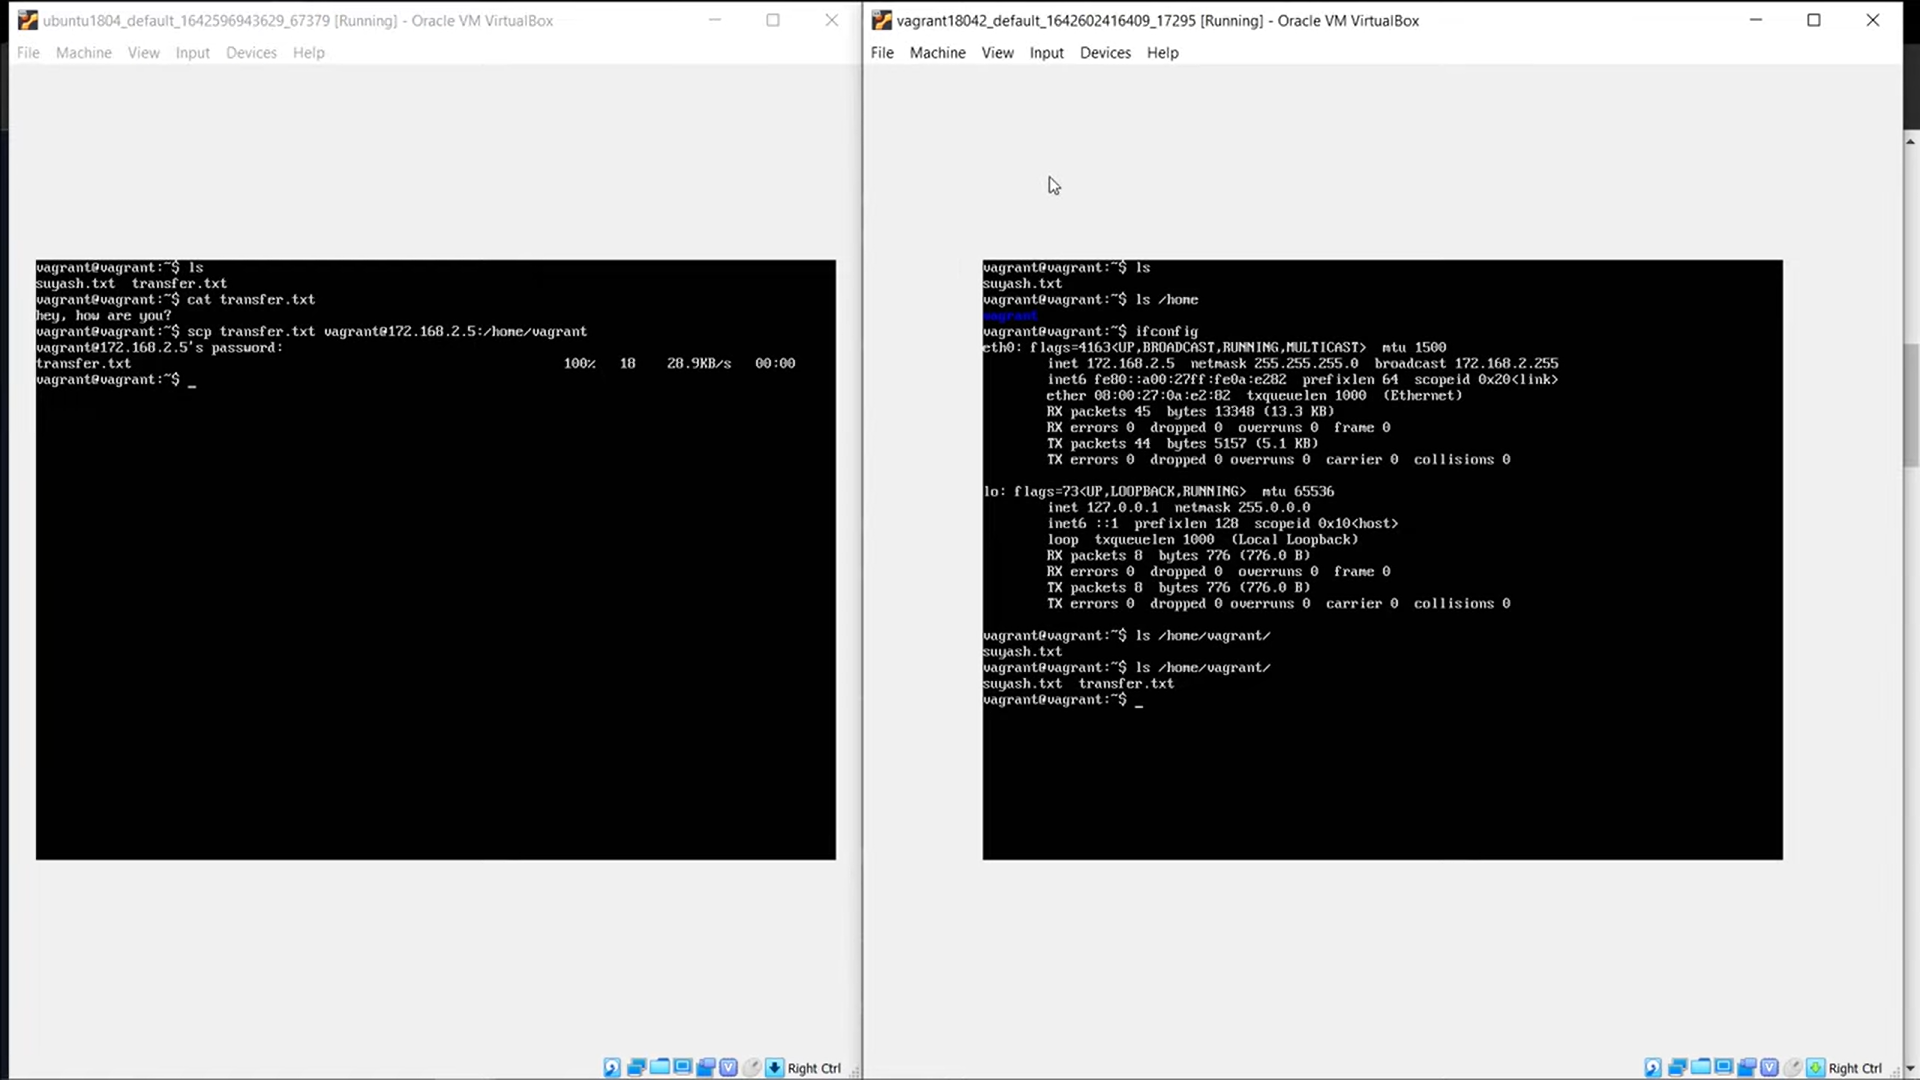 ubuntu1804_default_1642596943629_67379 [Running] - Oracle VM VirtualBox
File Machine View Input Devices Help
vagrant@vagrant:~$ ls
suyash.txt  transfer.txt
vagrant@vagrant:~$ cat transfer.txt
hey, how are you?
vagrant@vagrant:~$ scp transfer.txt vagrant@172.168.2.5:/home/vagrant
vagrant@172.168.2.5's password:
transfer.txt 100% 18 28.9KB/s 00:00
vagrant@vagrant:~$ _
Right Ctrl
vagrant18042_default_1642602416409_17295 [Running] - Oracle VM VirtualBox
File Machine View Input Devices Help
vagrant@vagrant:~$ ls
suyash.txt
vagrant@vagrant:~$ ls /home
vagrant
vagrant@vagrant:~$ ifconfig
eth0: flags=4163<UP,BROADCAST,RUNNING,MULTICAST>  mtu 1500
inet 172.168.2.5  netmask 255.255.255.0  broadcast 172.168.2.255
inet6 fe80::a00:27ff:fe0a:e282  prefixlen 64  scopeid 0x20<link>
ether 08:00:27:0a:e2:82  txqueuelen 1000  (Ethernet)
RX packets 45  bytes 13348 (13.3 KB)
RX errors 0  dropped 0  overruns 0  frame 0
TX packets 44  bytes 5157 (5.1 KB)
TX errors 0  dropped 0 overruns 0  carrier 0  collisions 0
lo: flags=73<UP,LOOPBACK,RUNNING>  mtu 65536
inet 127.0.0.1  netmask 255.0.0.0
inet6 ::1  prefixlen 128  scopeid 0x10<host>
loop  txqueuelen 1000  (Local Loopback)
RX packets 8  bytes 776 (776.0 B)
RX errors 0  dropped 0  overruns 0  frame 0
TX packets 8  bytes 776 (776.0 B)
TX errors 0  dropped 0 overruns 0  carrier 0  collisions 0
vagrant@vagrant:~$ ls /home/vagrant/
suyash.txt
vagrant@vagrant:~$ ls /home/vagrant/
suyash.txt  transfer.txt
vagrant@vagrant:~$ _
Right Ctrl